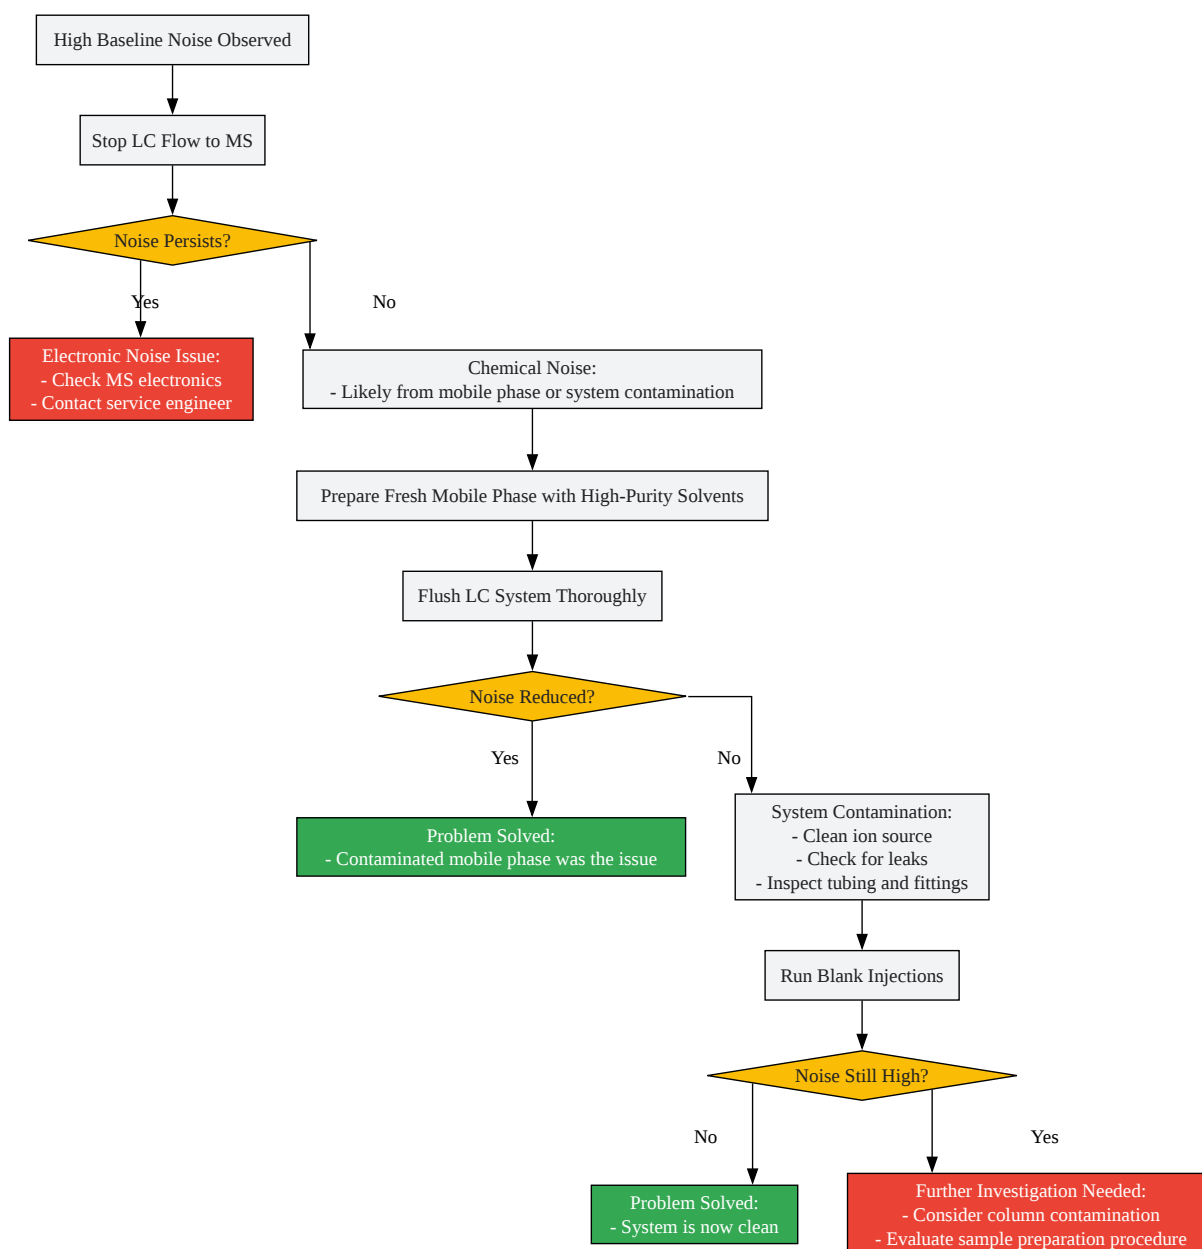 High Baseline Noise Observed
Stop LC Flow to MS
Noise Persists?
Yes
No
Electronic Noise Issue:
- Check MS electronics
- Contact service engineer
Chemical Noise:
- Likely from mobile phase or system contamination
Prepare Fresh Mobile Phase with High-Purity Solvents
Flush LC System Thoroughly
Noise Reduced?
Yes
No
Problem Solved:
- Contaminated mobile phase was the issue
System Contamination:
- Clean ion source
- Check for leaks
- Inspect tubing and fittings
Run Blank Injections
Noise Still High?
No
Yes
Problem Solved:
- System is now clean
Further Investigation Needed:
- Consider column contamination
- Evaluate sample preparation procedure